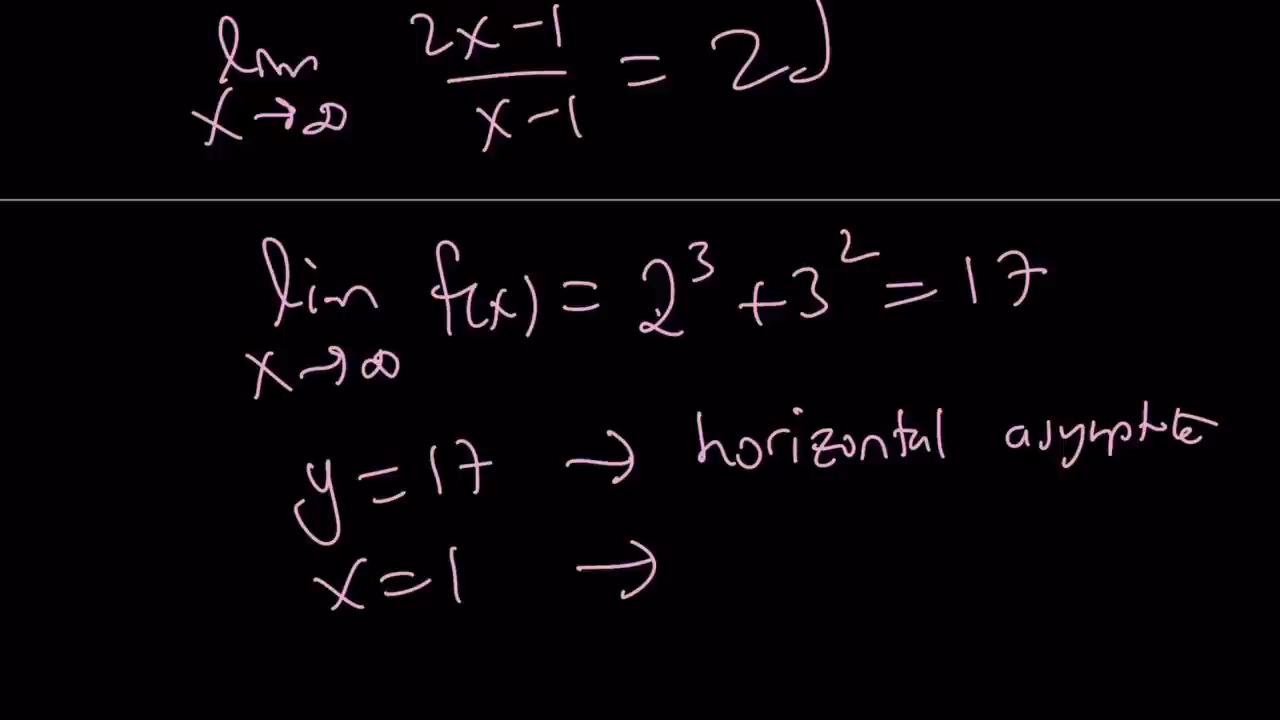 lim x→∞ (2x-1)/(x-1) = 2)
lim x→∞ f(x) = 2³ + 3² = 17
y = 17 → horizontal asymptote
x = 1 →